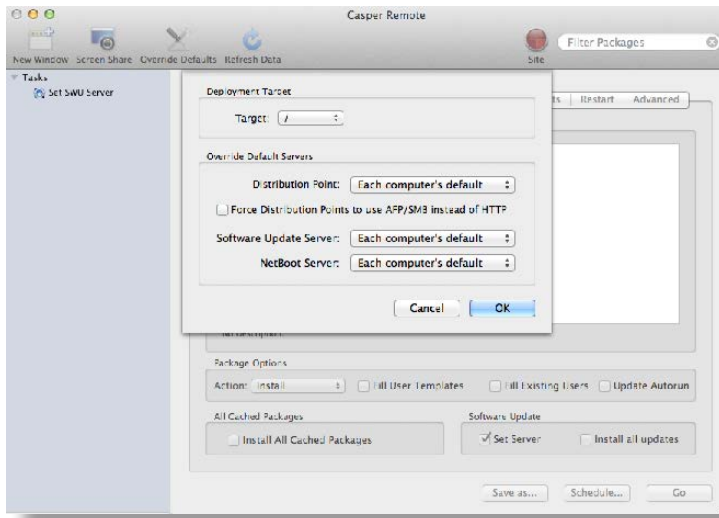 Casper Remote
New Window Screen Share Override Defaults Refresh Data Site Filter Packages
Tasks
Set SWU Server
Deployment Target
Target: /
ts Restart Advanced
Override Default Servers
Distribution Point: Each computer's default
Force Distribution Points to use AFP/SMB instead of HTTP
Software Update Server: Each computer's default
NetBoot Server: Each computer's default
Cancel OK
No description.
Package Options
Action: Install Fill User Templates Fill Existing Users Update Autorun
All Cached Packages Software Update
Install All Cached Packages Set Server Install all updates
Save as... Schedule... Go